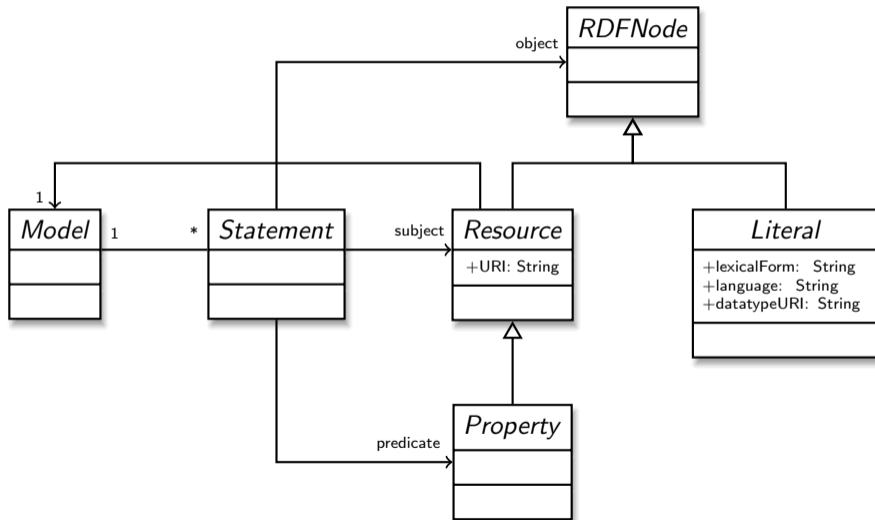 RDFNode
object
1
Model
1
*
Statement
subject
Resource
+URI: String
Literal
+lexicalForm: String
+language: String
+datatypeURI: String
Property
predicate